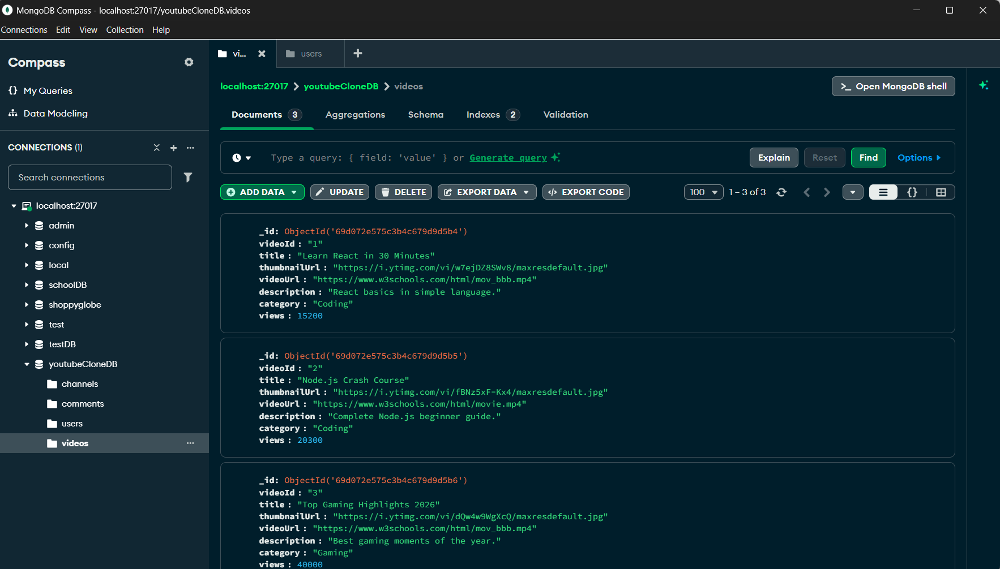 MongoDB Compass - localhost:27017/youtubeCloneDB.videos
Connections Edit View Collection Help
Compass
My Queries
Data Modeling
CONNECTIONS (1)
Search connections
localhost:27017
admin
config
local
schoolDB
shoppyglobe
test
testDB
youtubeCloneDB
channels
comments
users
videos
vi...
users
localhost:27017 > youtubeCloneDB > videos
>_ Open MongoDB shell
Documents 3 Aggregations Schema Indexes 2 Validation
Type a query: { field: 'value' } or Generate query
Explain Reset Find Options
ADD DATA UPDATE DELETE EXPORT DATA EXPORT CODE
100 1 – 3 of 3
_id: ObjectId('69d072e575c3b4c679d9d5b4')
videoId : "1"
title : "Learn React in 30 Minutes"
thumbnailUrl : "https://i.ytimg.com/vi/w7ejDZ8SWv8/maxresdefault.jpg"
videoUrl : "https://www.w3schools.com/html/mov_bbb.mp4"
description : "React basics in simple language."
category : "Coding"
views : 15200
_id: ObjectId('69d072e575c3b4c679d9d5b5')
videoId : "2"
title : "Node.js Crash Course"
thumbnailUrl : "https://i.ytimg.com/vi/fBNz5xF-Kx4/maxresdefault.jpg"
videoUrl : "https://www.w3schools.com/html/movie.mp4"
description : "Complete Node.js beginner guide."
category : "Coding"
views : 20300
_id: ObjectId('69d072e575c3b4c679d9d5b6')
videoId : "3"
title : "Top Gaming Highlights 2026"
thumbnailUrl : "https://i.ytimg.com/vi/dQw4w9WgXcQ/maxresdefault.jpg"
videoUrl : "https://www.w3schools.com/html/mov_bbb.mp4"
description : "Best gaming moments of the year."
category : "Gaming"
views : 40000